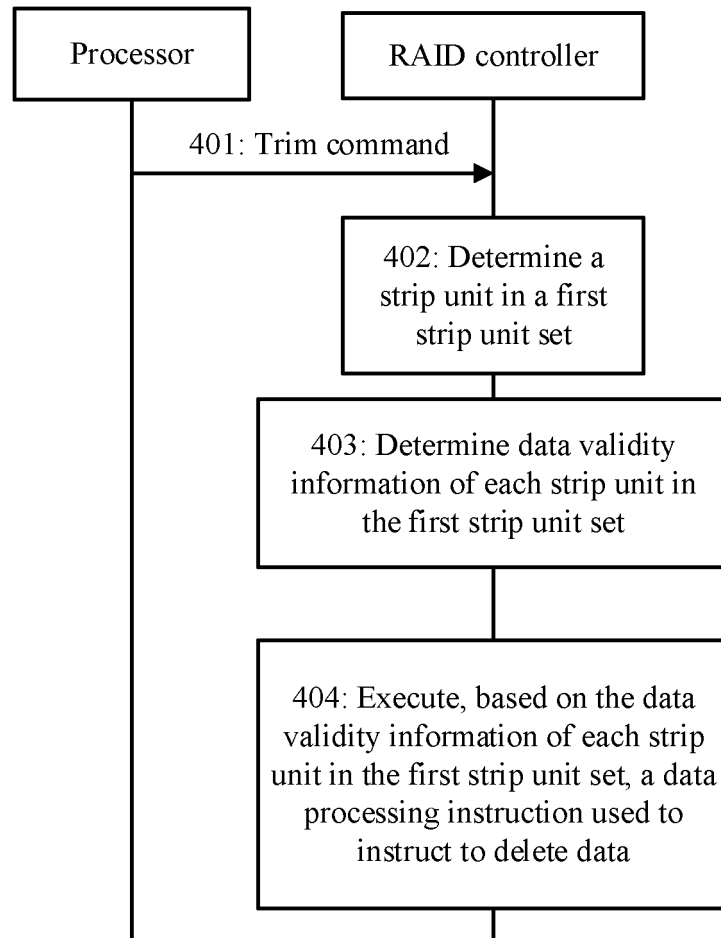 Processor
RAID controller
401: Trim command
402: Determine a
strip unit in a first
strip unit set
403: Determine data validity
information of each strip unit in
the first strip unit set
404: Execute, based on the data
validity information of each strip
unit in the first strip unit set, a data
processing instruction used to
instruct to delete data